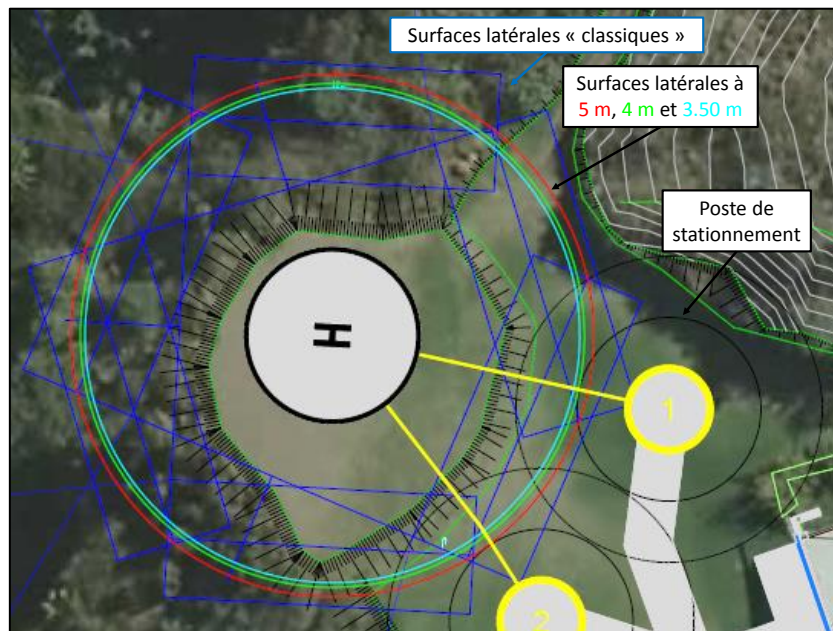 Surfaces latérales « classiques »
Surfaces latérales à
5 m, 4 m et 3.50 m
Poste de
stationnement
H
1
2